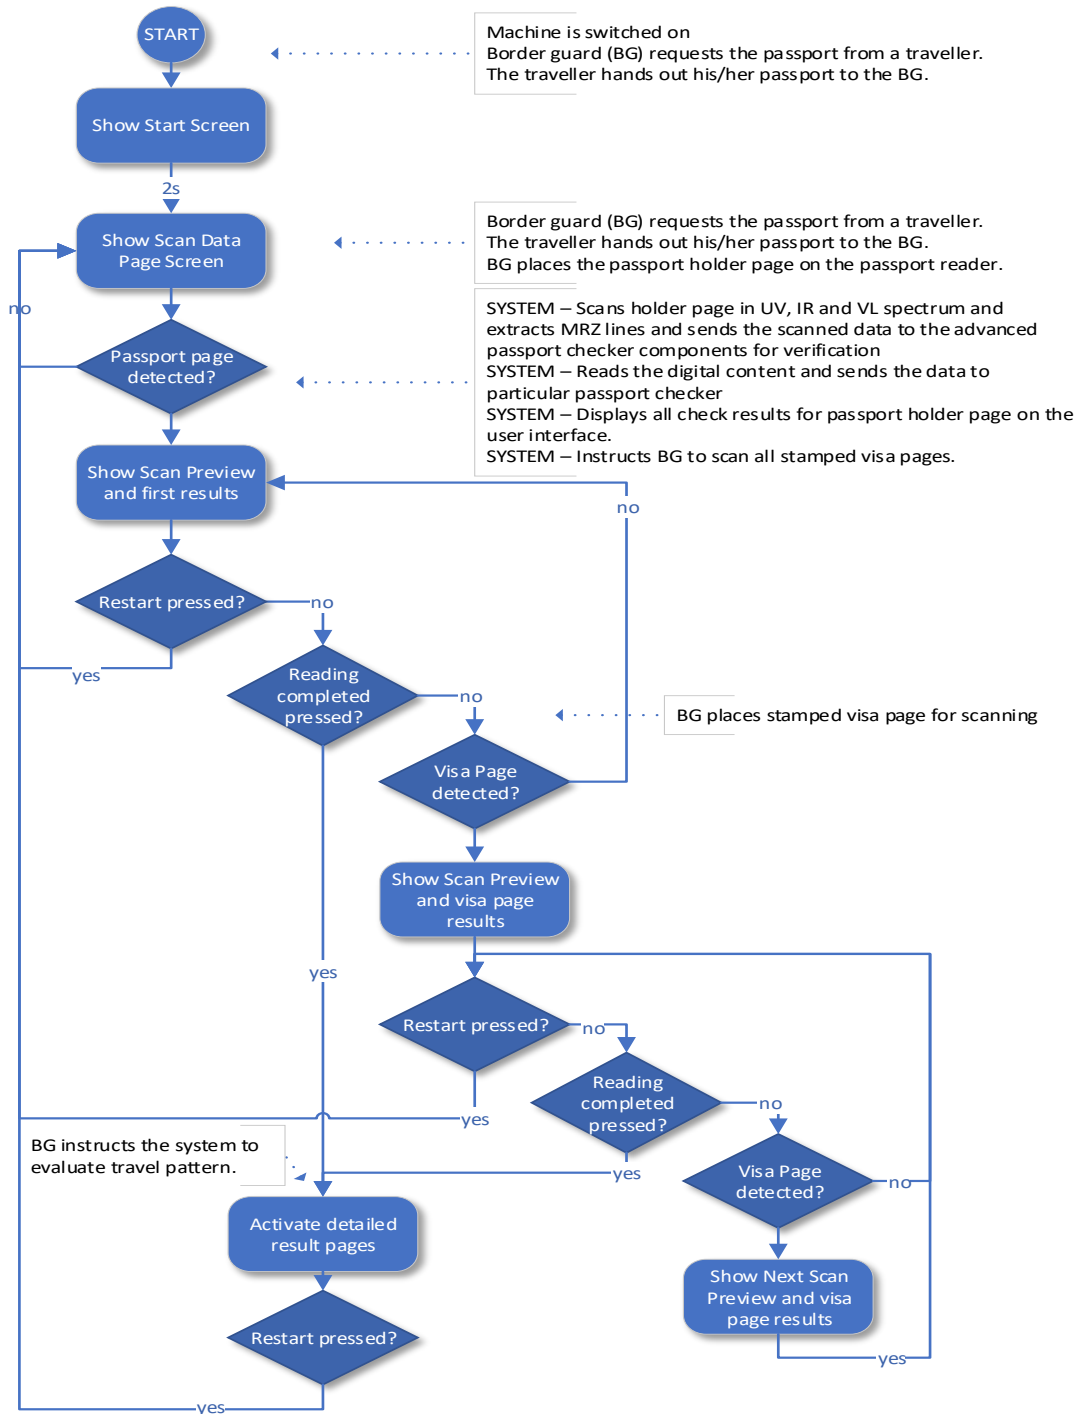 START
Machine is switched on
Border guard (BG) requests the passport from a traveller.
The traveller hands out his/her passport to the BG.
Show Start Screen
2s
Show Scan Data
Page Screen
Border guard (BG) requests the passport from a traveller.
The traveller hands out his/her passport to the BG.
BG places the passport holder page on the passport reader.
no
Passport page
detected?
SYSTEM – Scans holder page in UV, IR and VL spectrum and
extracts MRZ lines and sends the scanned data to the advanced
passport checker components for verification
SYSTEM – Reads the digital content and sends the data to
particular passport checker
SYSTEM – Displays all check results for passport holder page on the
user interface.
SYSTEM – Instructs BG to scan all stamped visa pages.
Show Scan Preview
and first results
no
Restart pressed?
no
yes
Reading
completed
pressed?
no
BG places stamped visa page for scanning
Visa Page
detected?
Show Scan Preview
and visa page
results
yes
Restart pressed?
no
Reading
completed
pressed?
no
yes
BG instructs the system to
evaluate travel pattern.
yes
Visa Page
detected?
no
Activate detailed
result pages
Show Next Scan
Preview and visa
page results
Restart pressed?
yes
yes